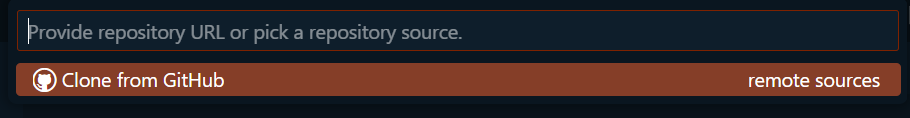 Provide repository URL or pick a repository source.
Clone from GitHub remote sources